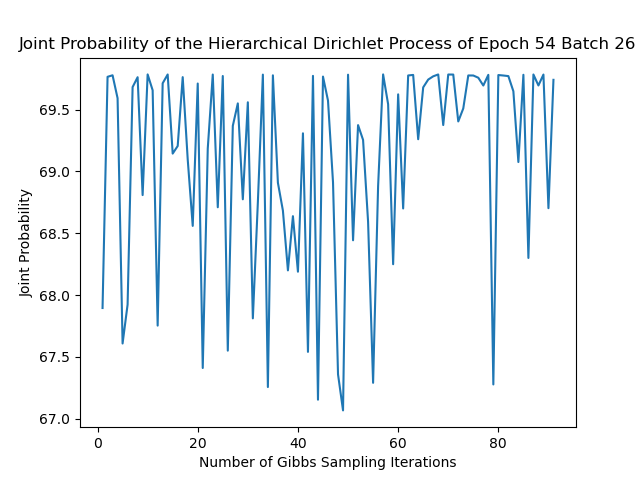 Joint Probability of the Hierarchical Dirichlet Process of Epoch 54 Batch 26
69.5
69.0
68.5
68.0
67.5
67.0
Joint Probability
0 20 40 60 80
Number of Gibbs Sampling Iterations